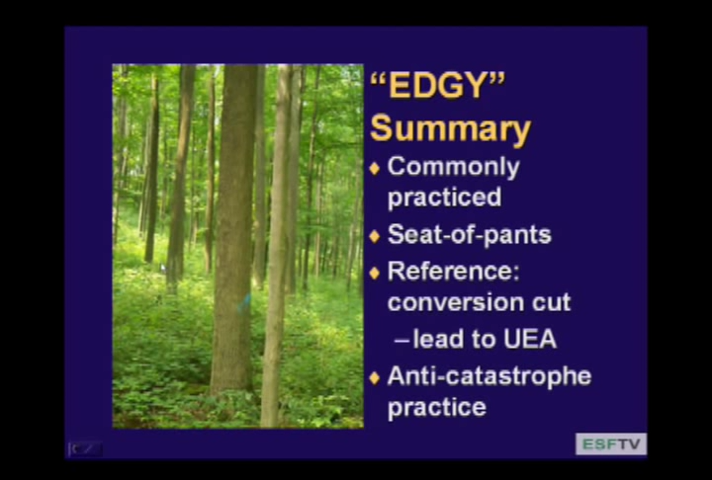 “EDGY”
Summary
♦ Commonly
practiced
♦ Seat-of-pants
♦ Reference:
conversion cut
–lead to UEA
♦ Anti-catastrophe
practice
ESFTV